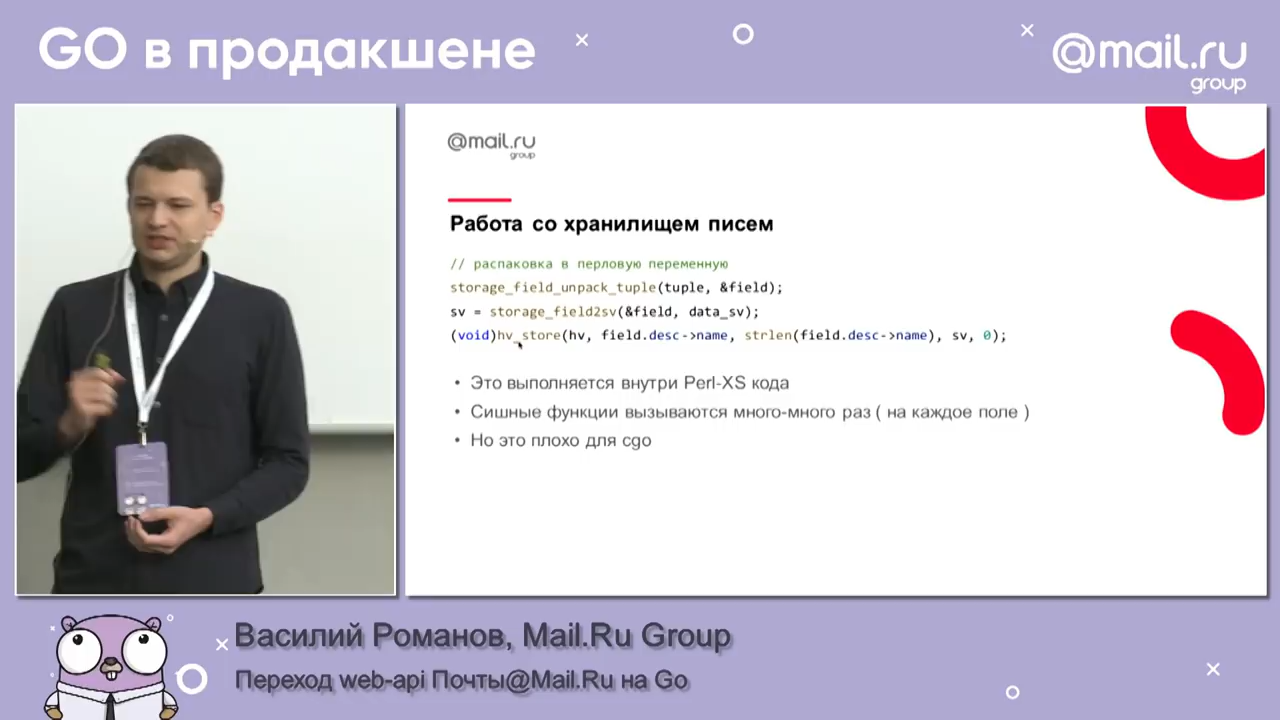 GO в продакшене
@mail.ru
group
@mail.ru
group
Работа со хранилищем писем
// распаковка в перловую переменную
storage_field_unpack_tuple(tuple, &field);
sv = storage_field2sv(&field, data_sv);
(void)hv_store(hv, field.desc->name, strlen(field.desc->name), sv, 0);
• Это выполняется внутри Perl-XS кода
• Сишные функции вызываются много-много раз ( на каждое поле )
• Но это плохо для cgo
Василий Романов, Mail.Ru Group
Переход web-api Почты@Mail.Ru на Go